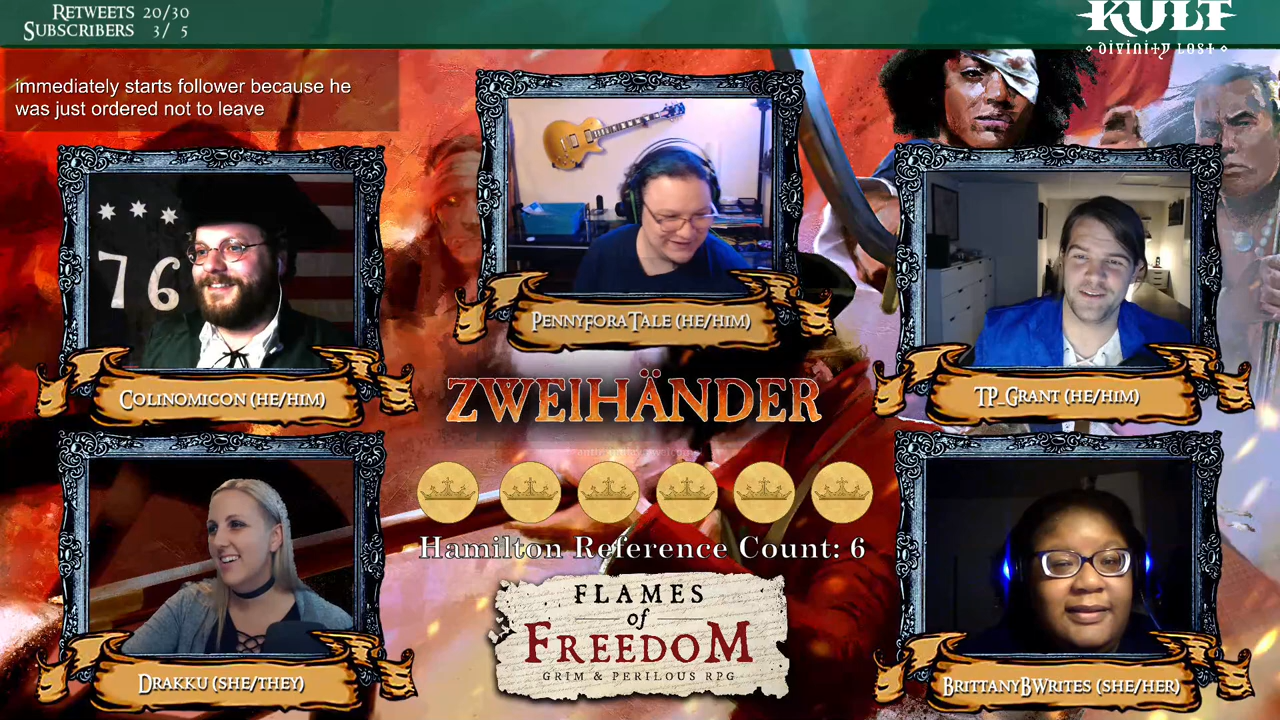 RETWEETS 20/30
SUBSCRIBERS 3/ 5
KULT
DIVINITY LOST
immediately starts follower because he
was just ordered not to leave
76
PENNYFORATALE (HE/HIM)
COLINOMICON (HE/HIM)
TP_GRANT (HE/HIM)
ZWEIHÄNDER
Hamilton Reference Count: 6
FLAMES
of
FREEDOM
GRIM & PERILOUS RPG
DRAKKU (SHE/THEY)
BRITTANYBWRITES (SHE/HER)